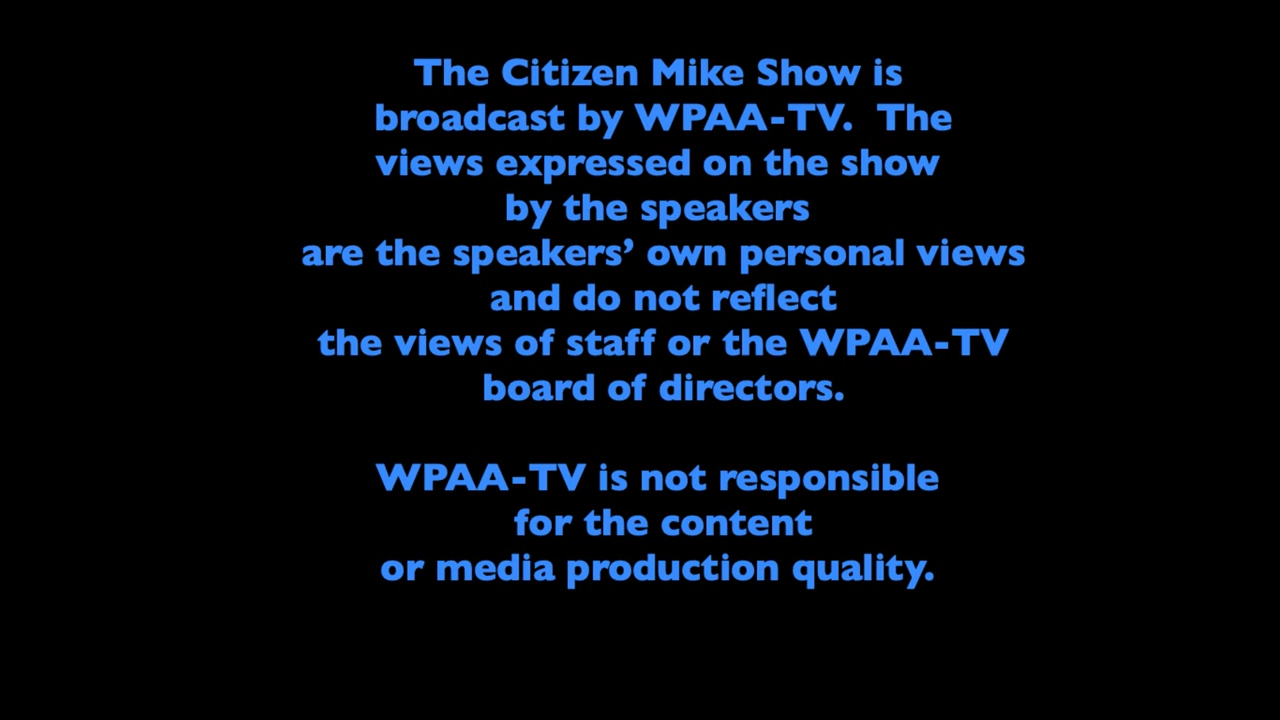 The Citizen Mike Show is
broadcast by WPAA-TV.  The
views expressed on the show
by the speakers
are the speakers’ own personal views
and do not reflect
the views of staff or the WPAA-TV
board of directors.
WPAA-TV is not responsible
for the content
or media production quality.